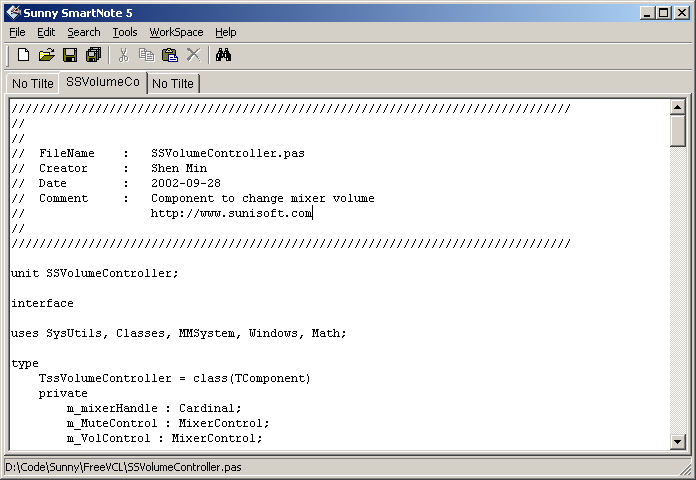 Sunny SmartNote 5
File Edit Search Tools WorkSpace Help
No Tilte SSVolumeCo No Tilte
////////////////////////////////////////////////////////////////////////////////
//
//
//  FileName    :   SSVolumeController.pas
//  Creator     :   Shen Min
//  Date        :   2002-09-28
//  Comment     :   Component to change mixer volume
//                  http://www.sunisoft.com
//
////////////////////////////////////////////////////////////////////////////////
unit SSVolumeController;
interface
uses SysUtils, Classes, MMSystem, Windows, Math;
type
    TssVolumeController = class(TComponent)
    private
        m_mixerHandle : Cardinal;
        m_MuteControl : MixerControl;
        m_VolControl : MixerControl;
D:\Code\Sunny\FreeVCL\SSVolumeController.pas